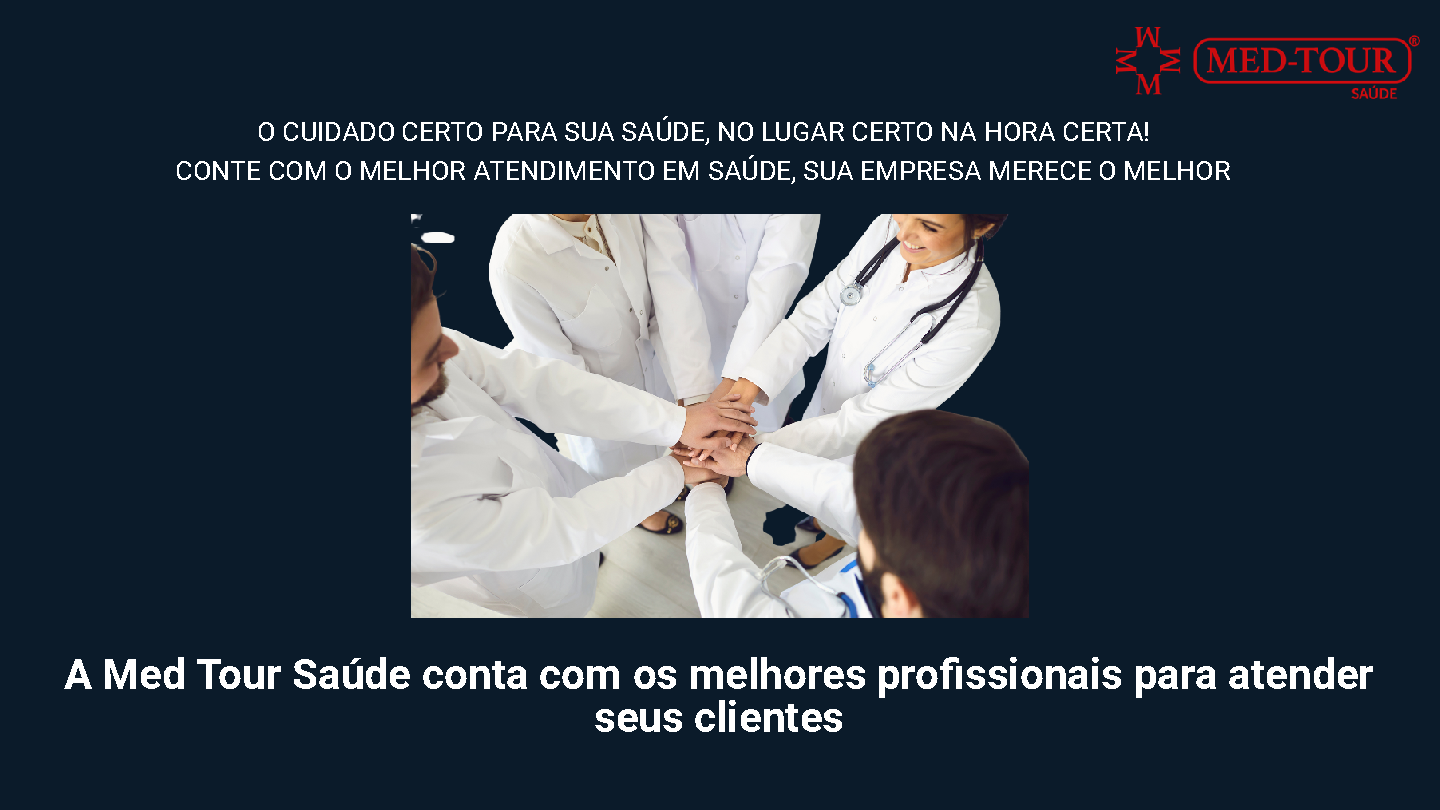 M
M M
M
MED-TOUR®
SAÚDE
O CUIDADO CERTO PARA SUA SAÚDE, NO LUGAR CERTO NA HORA CERTA!
CONTE COM O MELHOR ATENDIMENTO EM SAÚDE, SUA EMPRESA MERECE O MELHOR
A Med Tour Saúde conta com os melhores profissionais para atender
seus clientes